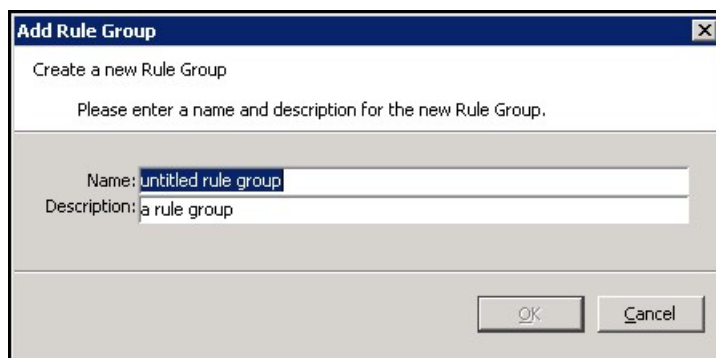 Add Rule Group
Create a new Rule Group
Please enter a name and description for the new Rule Group.
Name: untitled rule group
Description: a rule group
OK Cancel